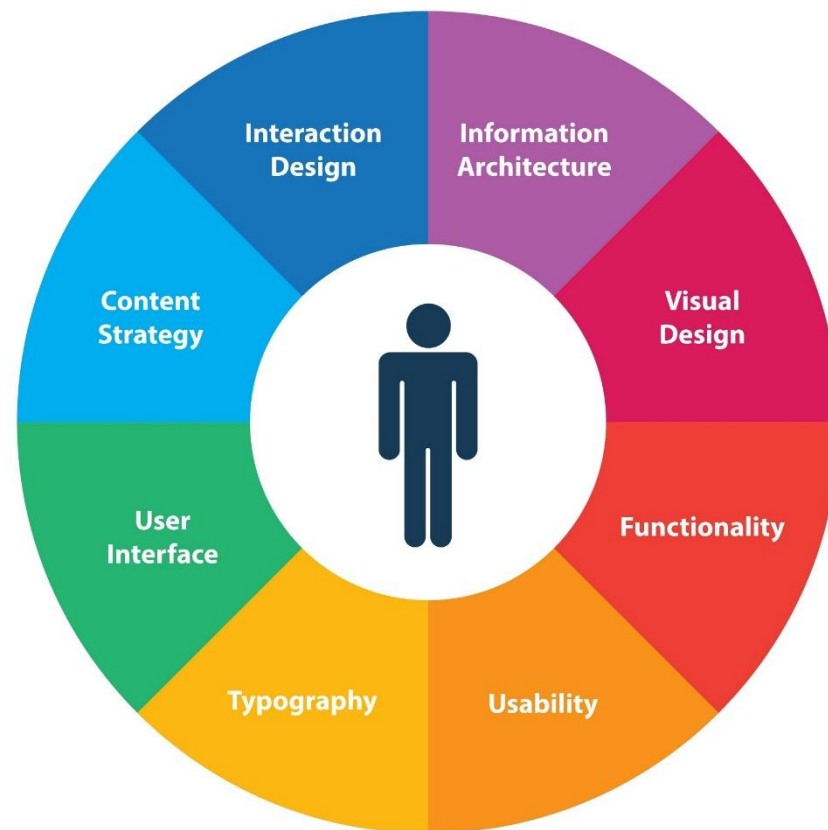 Interaction
Design
Information
Architecture
Visual
Design
Functionality
Usability
Typography
User
Interface
Content
Strategy